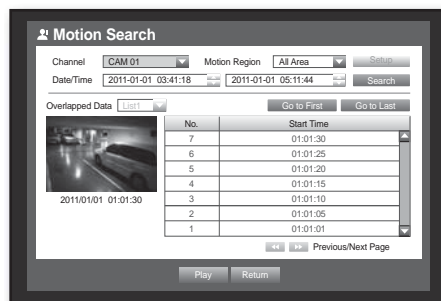 Motion Search
Channel CAM 01 Motion Region All Area Setup
Date/Time 2011-01-01 03:41:18 2011-01-01 05:11:44 Search
Overlapped Data List1 Go to First Go to Last
No. Start Time
7 01:01:30
6 01:01:25
5 01:01:20
4 01:01:15
3 01:01:10
2 01:01:05
1 01:01:01
2011/01/01 01:01:30
Previous/Next Page
Play Return